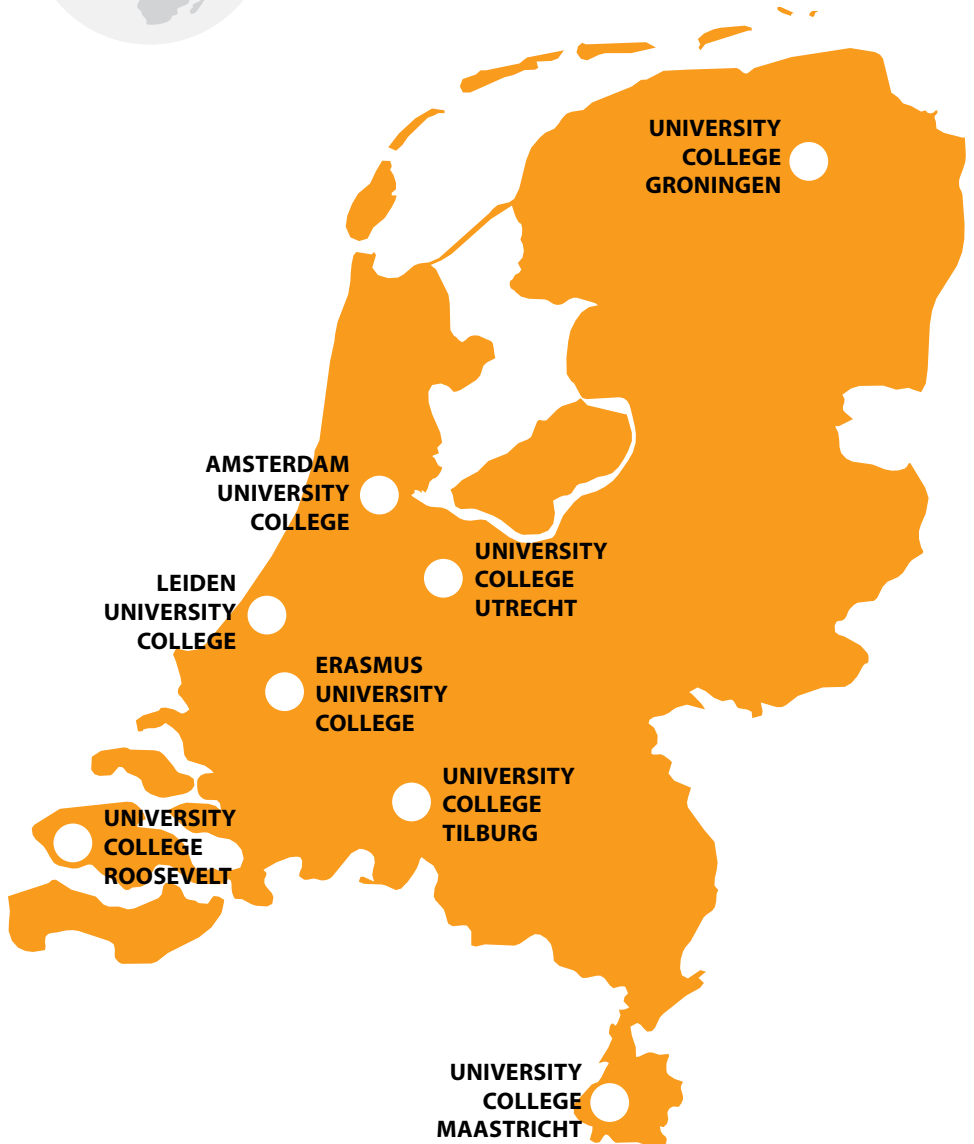 UNIVERSITY
COLLEGE
GRONINGEN
AMSTERDAM
UNIVERSITY
COLLEGE
UNIVERSITY
COLLEGE
UTRECHT
LEIDEN
UNIVERSITY
COLLEGE
ERASMUS
UNIVERSITY
COLLEGE
UNIVERSITY
COLLEGE
TILBURG
UNIVERSITY
COLLEGE
ROOSEVELT
UNIVERSITY
COLLEGE
MAASTRICHT